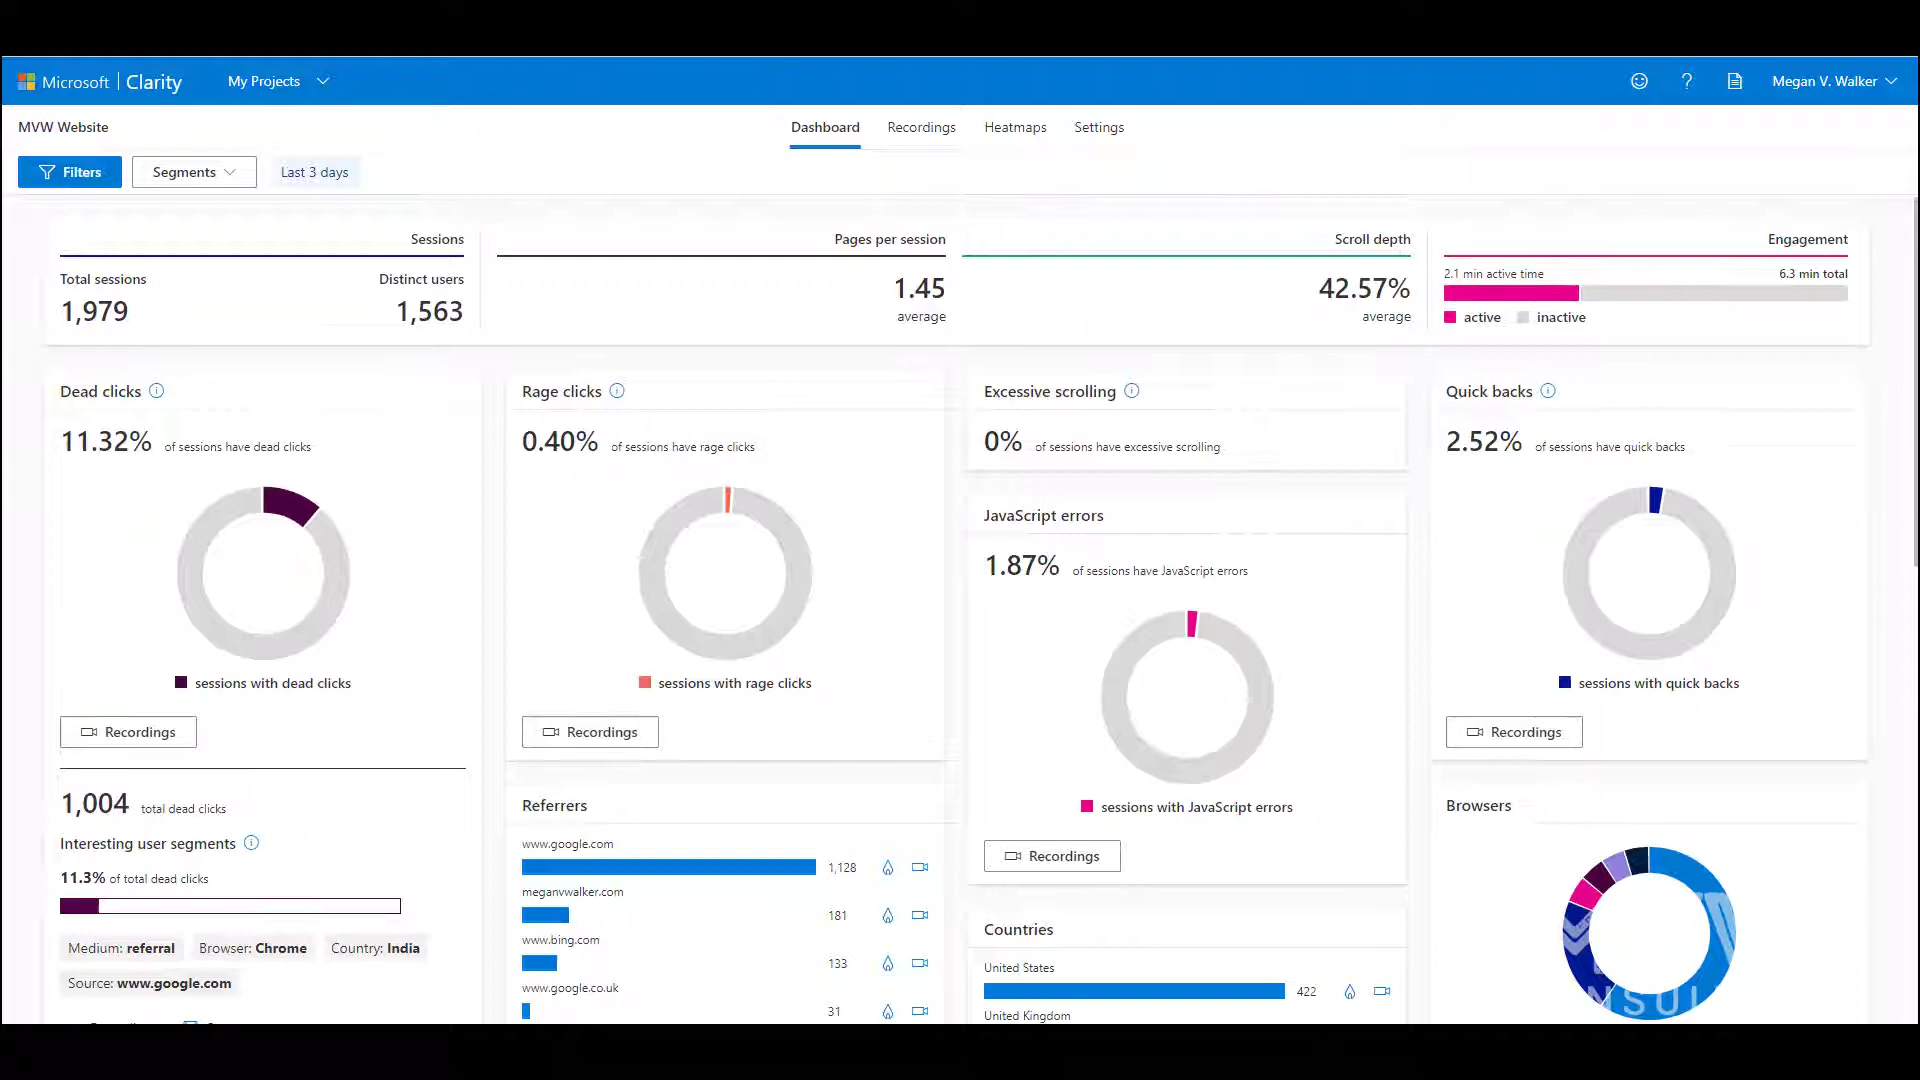 Microsoft | Clarity My Projects Megan V. Walker
MVW Website Dashboard Recordings Heatmaps Settings
Filters Segments Last 3 days
Sessions
Total sessions Distinct users
1,979 1,563
Pages per session
1.45
average
Scroll depth
42.57%
average
Engagement
2.1 min active time 6.3 min total
active inactive
Dead clicks
11.32% of sessions have dead clicks
sessions with dead clicks
Recordings
1,004 total dead clicks
Interesting user segments
11.3% of total dead clicks
Medium: referral Browser: Chrome Country: India
Source: www.google.com
Rage clicks
0.40% of sessions have rage clicks
sessions with rage clicks
Recordings
Referrers
www.google.com
1,128
meganvwalker.com
181
www.bing.com
133
www.google.co.uk
31
Excessive scrolling
0% of sessions have excessive scrolling
JavaScript errors
1.87% of sessions have JavaScript errors
sessions with JavaScript errors
Recordings
Countries
United States
422
United Kingdom
Quick backs
2.52% of sessions have quick backs
sessions with quick backs
Recordings
Browsers